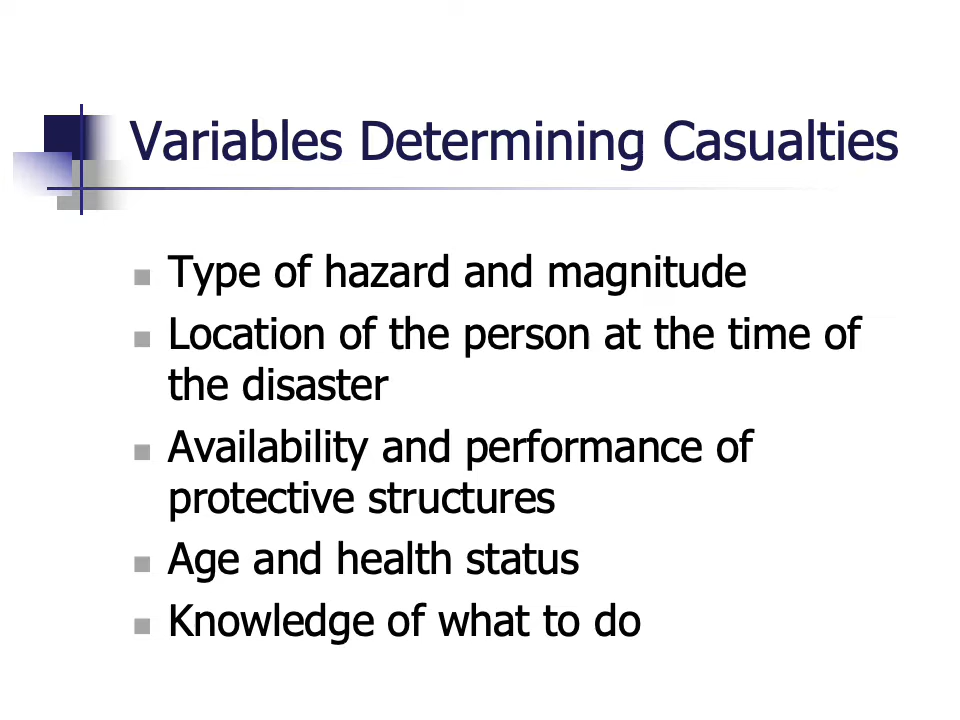 Variables Determining Casualties
Type of hazard and magnitude
Location of the person at the time of
the disaster
Availability and performance of
protective structures
Age and health status
Knowledge of what to do